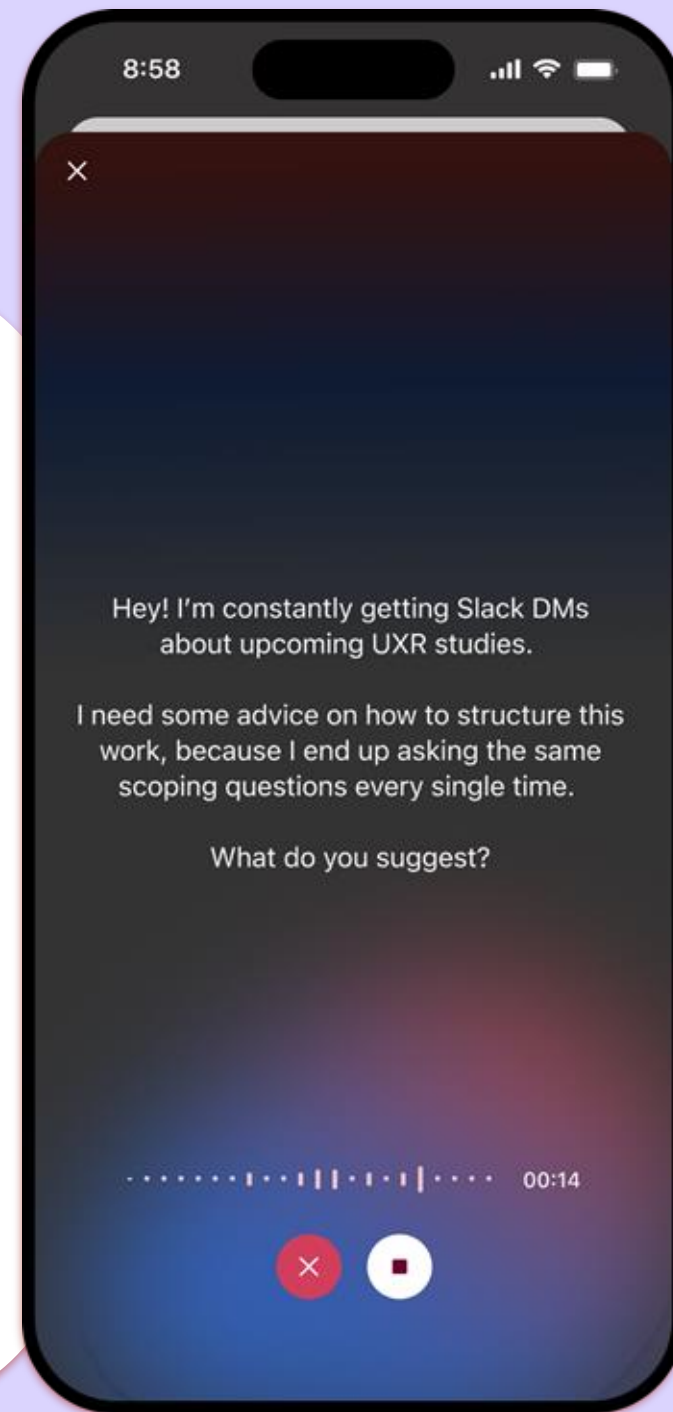 8:58
Hey! I’m constantly getting Slack DMs
about upcoming UXR studies.
I need some advice on how to structure this
work, because I end up asking the same
scoping questions every single time.
What do you suggest?
00:14